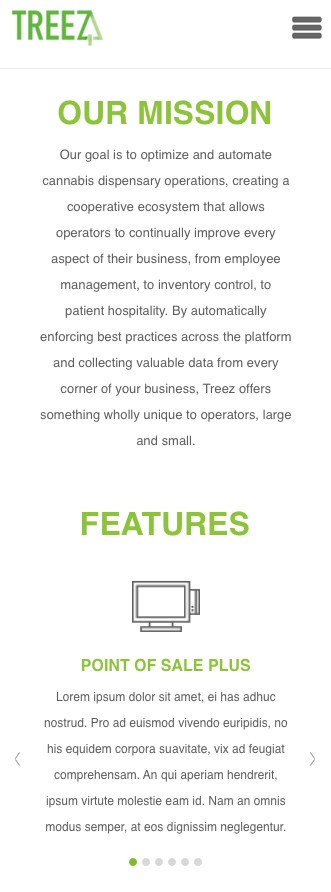 TREEZ
OUR MISSION
Our goal is to optimize and automate
cannabis dispensary operations, creating a
cooperative ecosystem that allows
operators to continually improve every
aspect of their business, from employee
management, to inventory control, to
patient hospitality. By automatically
enforcing best practices across the platform
and collecting valuable data from every
corner of your business, Treez offers
something wholly unique to operators, large
and small.
FEATURES
POINT OF SALE PLUS
Lorem ipsum dolor sit amet, ei has adhuc
nostrud. Pro ad euismod vivendo euripidis, no
his equidem corpora suavitate, vix ad feugiat
comprehensam. An qui aperiam hendrerit,
ipsum virtute molestie eam id. Nam an omnis
modus semper, at eos dignissim neglegentur.